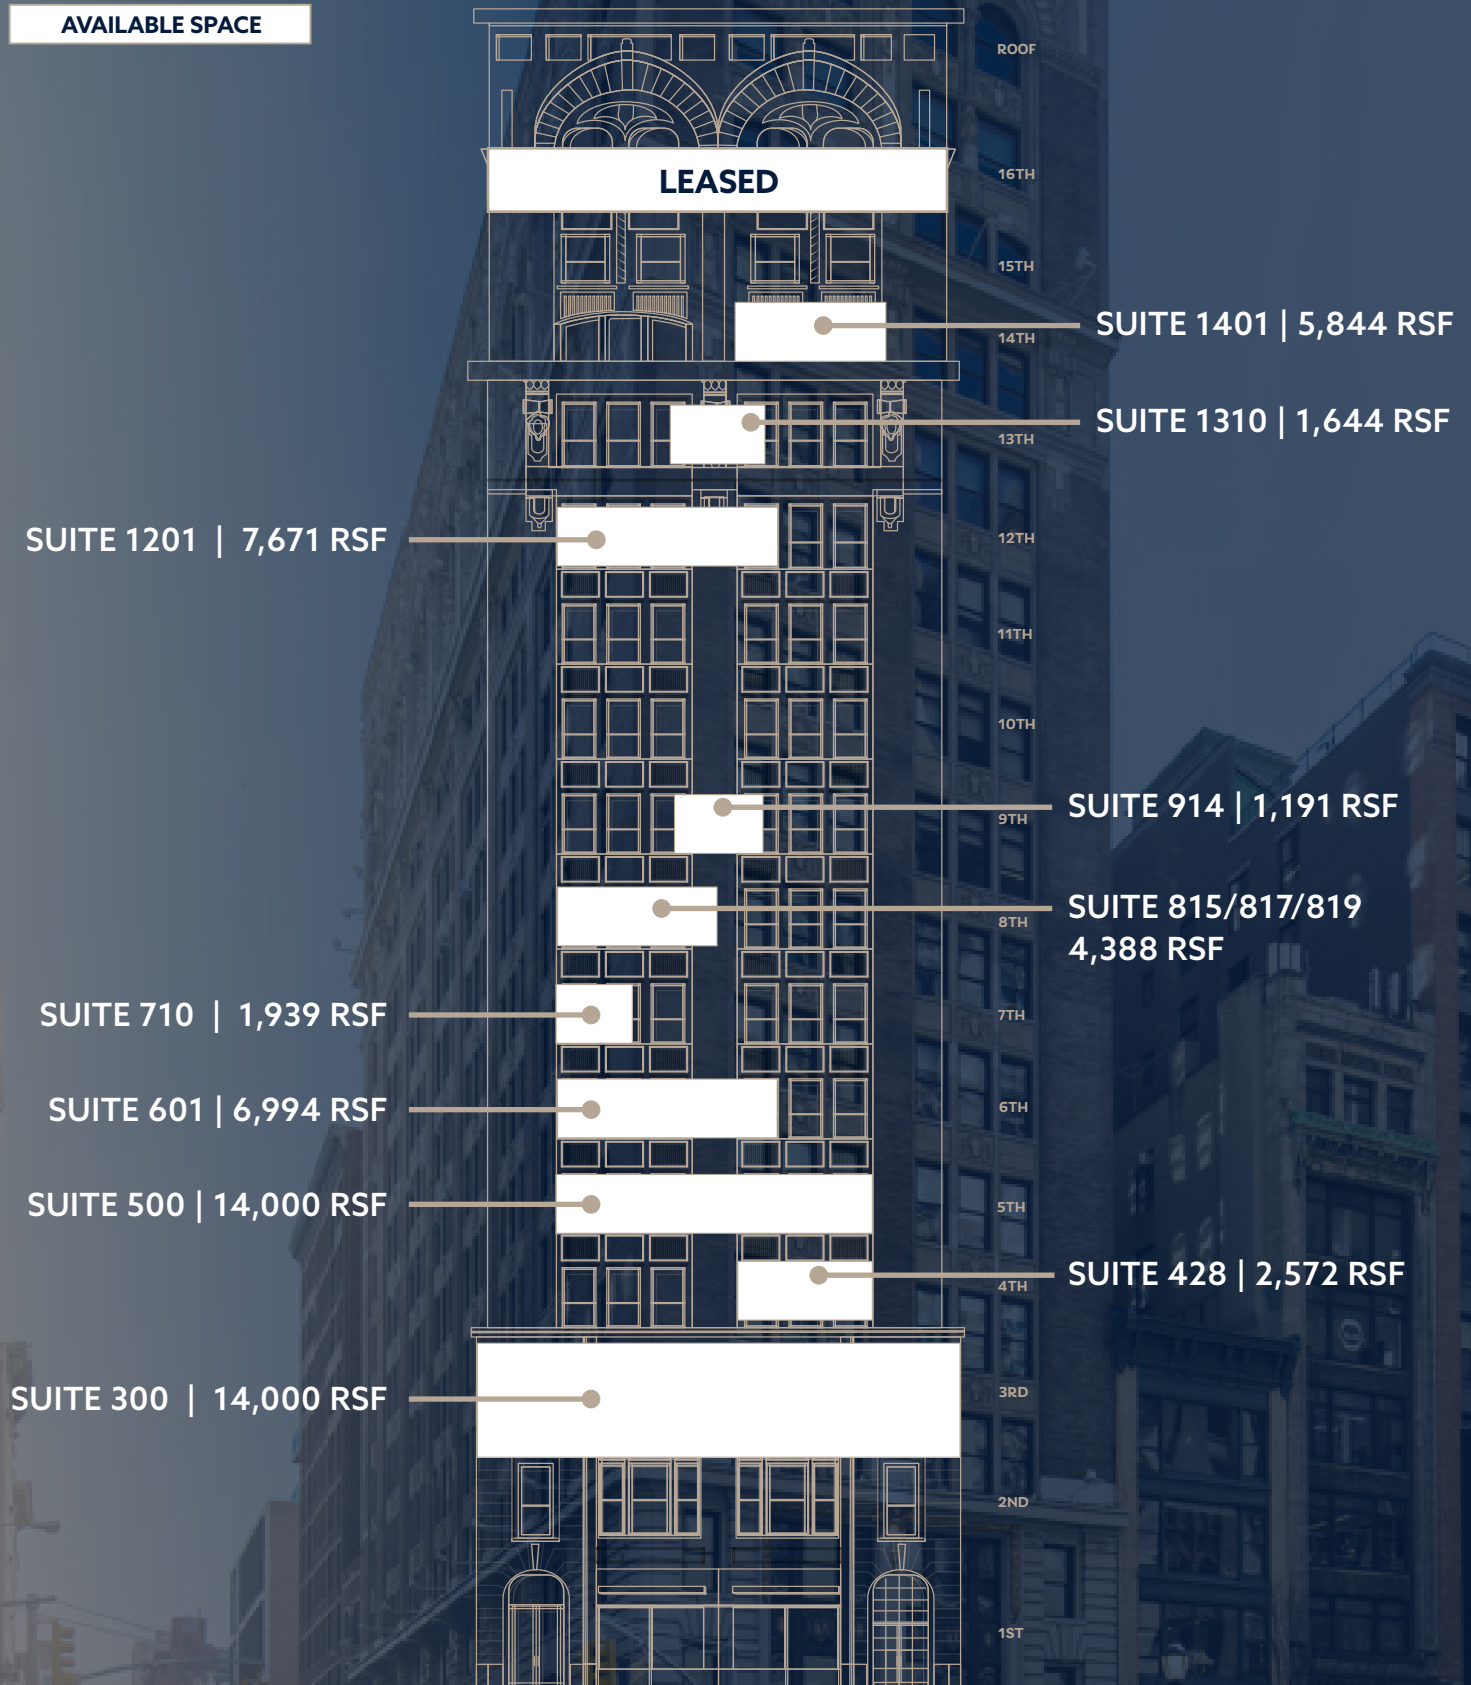 AVAILABLE SPACE
ROOF
LEASED
16TH
15TH
SUITE 1401 | 5,844 RSF
14TH
SUITE 1310 | 1,644 RSF
13TH
SUITE 1201 | 7,671 RSF
12TH
11TH
10TH
SUITE 914 | 1,191 RSF
9TH
SUITE 815/817/819
4,388 RSF
8TH
SUITE 710 | 1,939 RSF
7TH
SUITE 601 | 6,994 RSF
6TH
SUITE 500 | 14,000 RSF
5TH
SUITE 428 | 2,572 RSF
4TH
SUITE 300 | 14,000 RSF
3RD
2ND
1ST